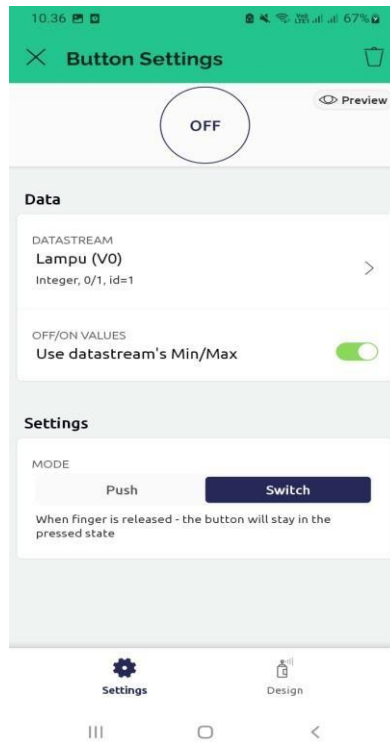 10.36 67%
Button Settings
Preview
OFF
Data
DATASTREAM
Lampu (V0)
Integer, 0/1, id=1
OFF/ON VALUES
Use datastream's Min/Max
Settings
MODE
Push Switch
When finger is released - the button will stay in the
pressed state
Settings Design